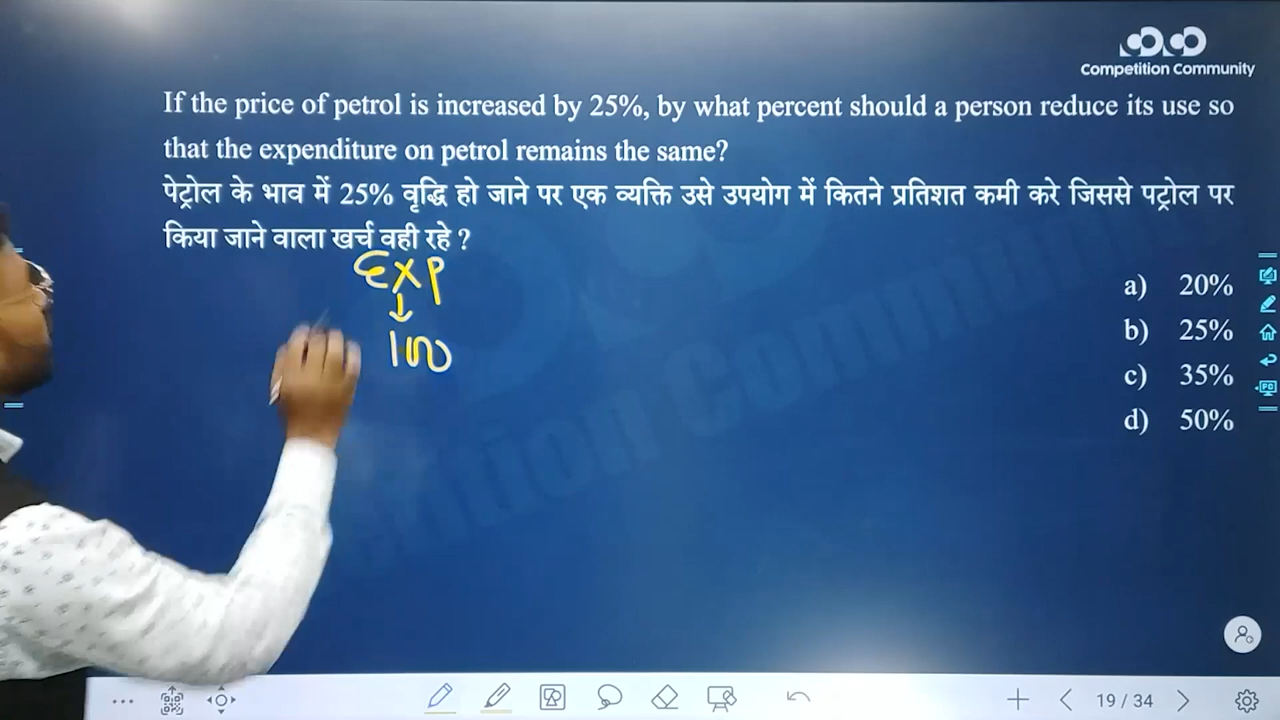 Competition Community
If the price of petrol is increased by 25%, by what percent should a person reduce its use so
that the expenditure on petrol remains the same?
पेट्रोल के भाव में 25% वृद्धि हो जाने पर एक व्यक्ति उसे उपयोग में कितने प्रतिशत कमी करे जिससे पट्रोल पर
किया जाने वाला खर्च वही रहे ?
Exp
100
a) 20%
b) 25%
c) 35%
d) 50%
19 / 34